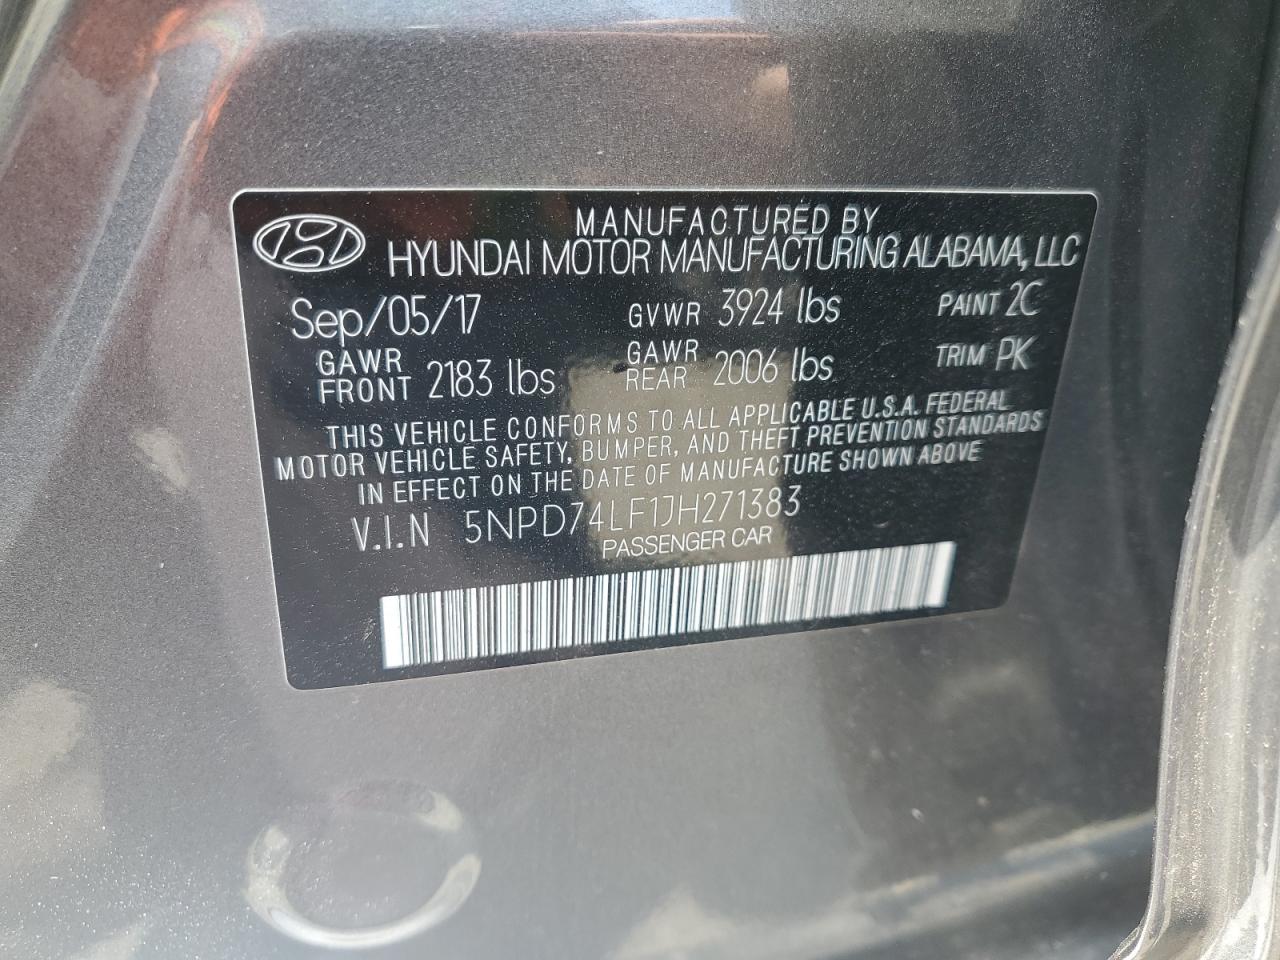 MANUFACTURED BY
HYUNDAI MOTOR MANUFACTURING ALABAMA, LLC
Sep/05/17 GVWR 3924 lbs PAINT 2C
GAWR FRONT 2183 lbs GAWR REAR 2006 lbs TRIM PK
THIS VEHICLE CONFORMS TO ALL APPLICABLE U.S.A. FEDERAL
MOTOR VEHICLE SAFETY, BUMPER, AND THEFT PREVENTION STANDARDS
IN EFFECT ON THE DATE OF MANUFACTURE SHOWN ABOVE
V.I.N 5NPD74LF1JH271383
PASSENGER CAR